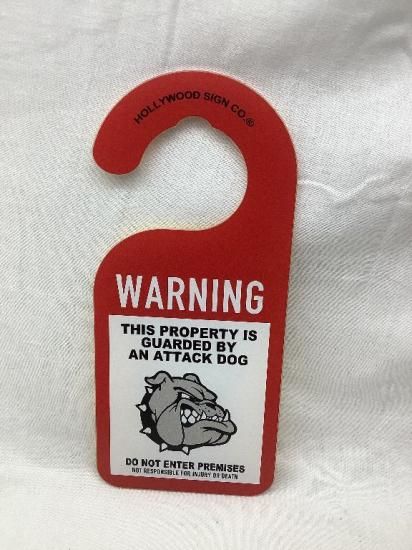 HOLLYWOOD SIGN CO.®
WARNING
THIS PROPERTY IS
GUARDED BY
AN ATTACK DOG
DO NOT ENTER PREMISES
NOT RESPONSIBLE FOR INJURY OR DEATH